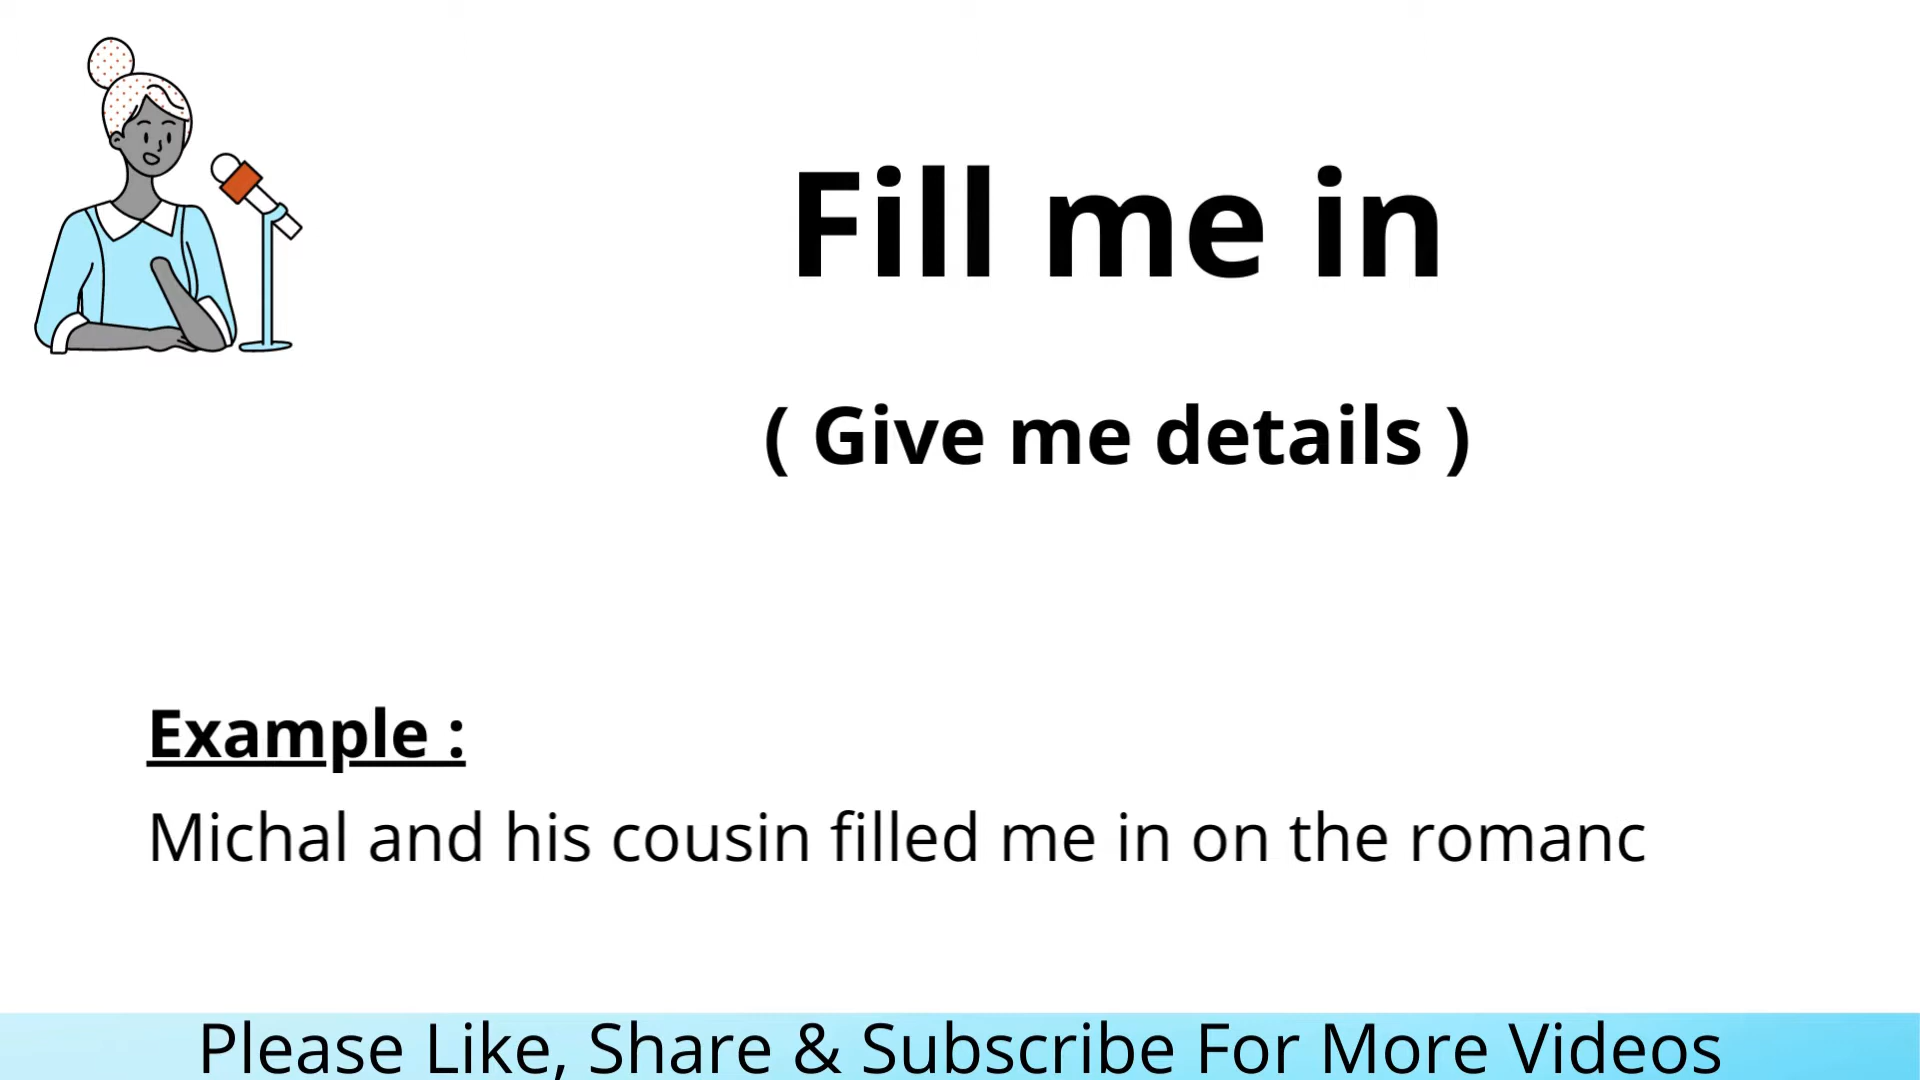 Fill me in
( Give me details )
Example :
Michal and his cousin filled me in on the romanc
Please Like, Share & Subscribe For More Videos